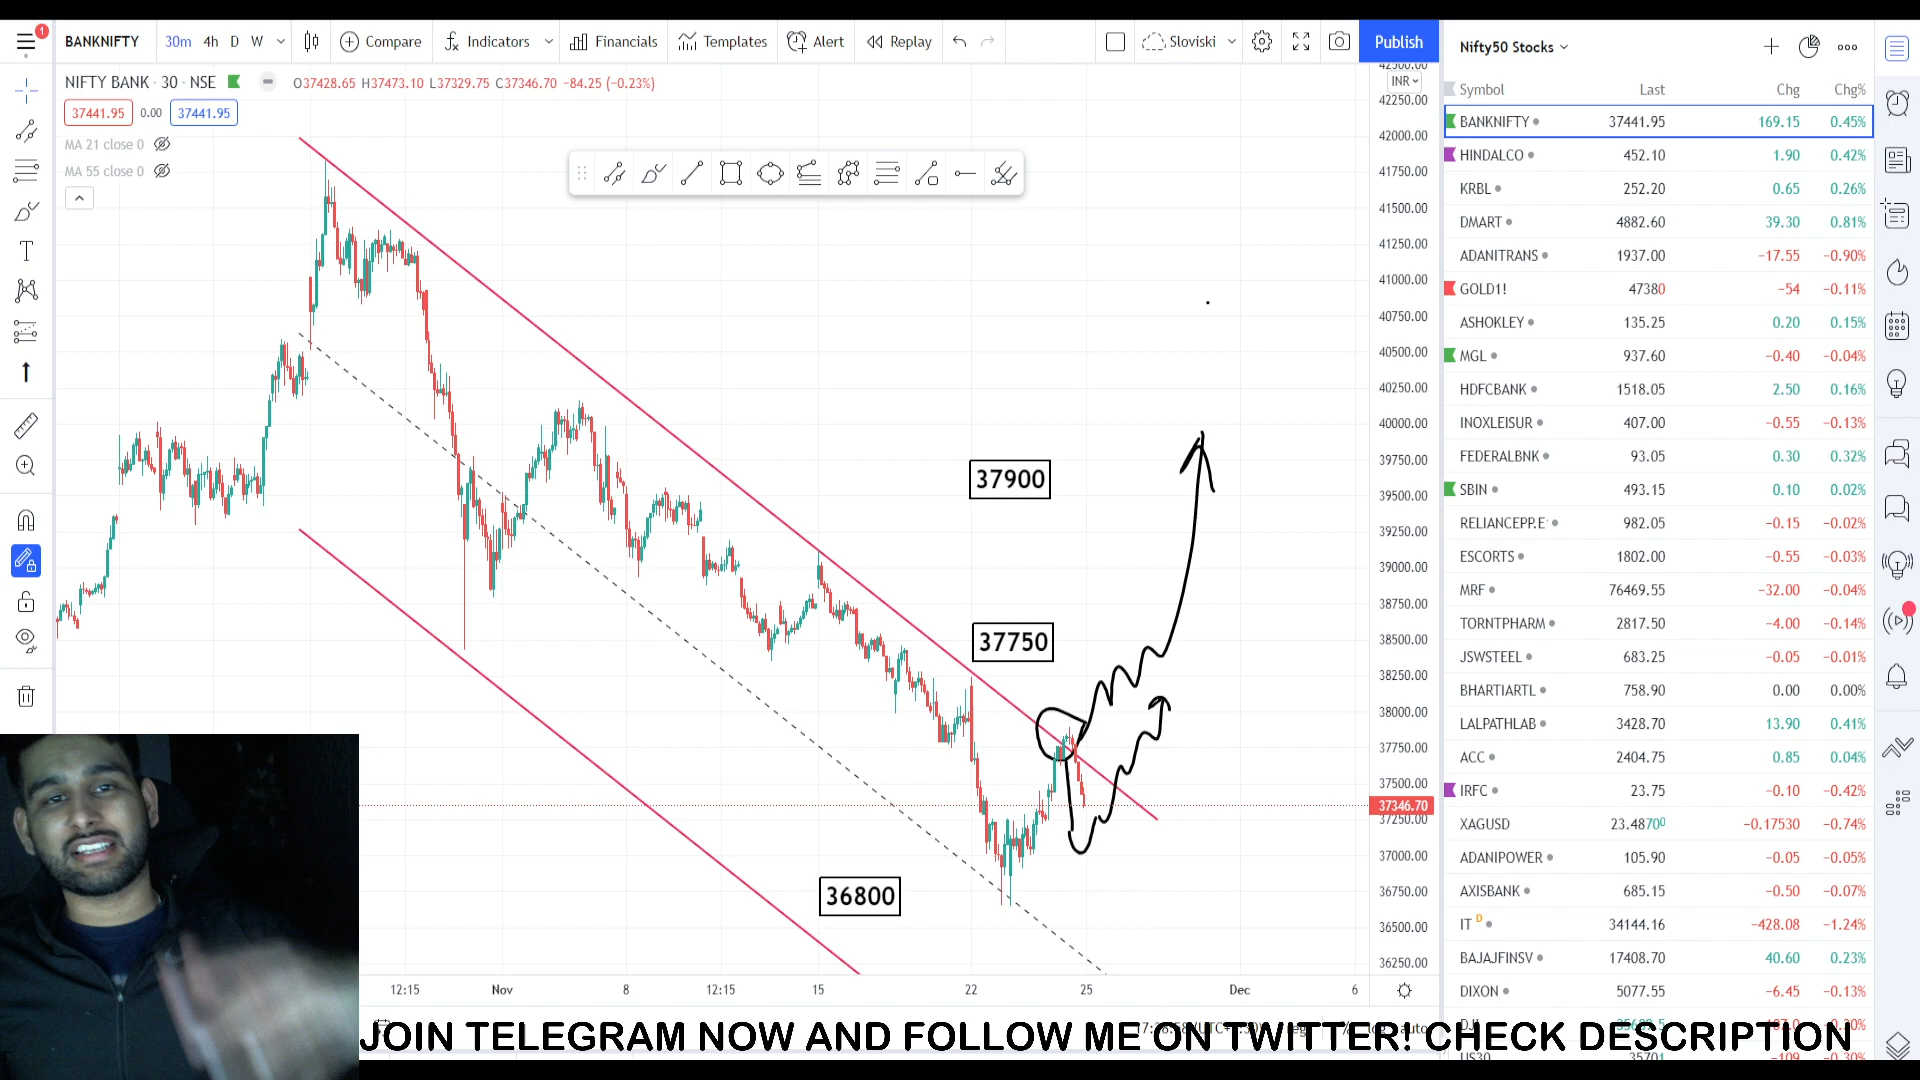 1
BANKNIFTY 30m 4h D W Compare Indicators Financials Templates Alert Replay Sloviski Publish
NIFTY BANK · 30 · NSE O37428.65 H37473.10 L37329.75 C37346.70 −84.25 (−0.23%)
37441.95 0.00 37441.95
MA 21 close 0
MA 55 close 0
INR
42250.00
42000.00
41750.00
41500.00
41250.00
41000.00
40750.00
40500.00
40250.00
40000.00
39750.00
39500.00
39250.00
39000.00
38750.00
38500.00
38250.00
38000.00
37750.00
37500.00
37346.70
37250.00
37000.00
36750.00
36500.00
36250.00
37900
37750
36800
12:15 Nov 8 12:15 15 22 25 Dec 6
Nifty50 Stocks
Symbol Last Chg Chg%
BANKNIFTY 37441.95 169.15 0.45%
HINDALCO 452.10 1.90 0.42%
KRBL 252.20 0.65 0.26%
DMART 4882.60 39.30 0.81%
ADANITRANS 1937.00 −17.55 −0.90%
GOLD1! 47380 −54 −0.11%
ASHOKLEY 135.25 0.20 0.15%
MGL 937.60 −0.40 −0.04%
HDFCBANK 1518.05 2.50 0.16%
INOXLEISUR 407.00 −0.55 −0.13%
FEDERALBNK 93.05 0.30 0.32%
SBIN 493.15 0.10 0.02%
RELIANCEPP.E 982.05 −0.15 −0.02%
ESCORTS 1802.00 −0.55 −0.03%
MRF 76469.55 −32.00 −0.04%
TORNTPHARM 2817.50 −4.00 −0.14%
JSWSTEEL 683.25 −0.05 −0.01%
BHARTIARTL 758.90 0.00 0.00%
LALPATHLAB 3428.70 13.90 0.41%
ACC 2404.75 0.85 0.04%
IRFC 23.75 −0.10 −0.42%
XAGUSD 23.4870⁰ −0.17530 −0.74%
ADANIPOWER 105.90 −0.05 −0.05%
AXISBANK 685.15 −0.50 −0.07%
IT D 34144.16 −428.08 −1.24%
BAJAJFINSV 17408.70 40.60 0.23%
DIXON 5077.55 −6.45 −0.13%
JOIN TELEGRAM NOW AND FOLLOW ME ON TWITTER! CHECK DESCRIPTION